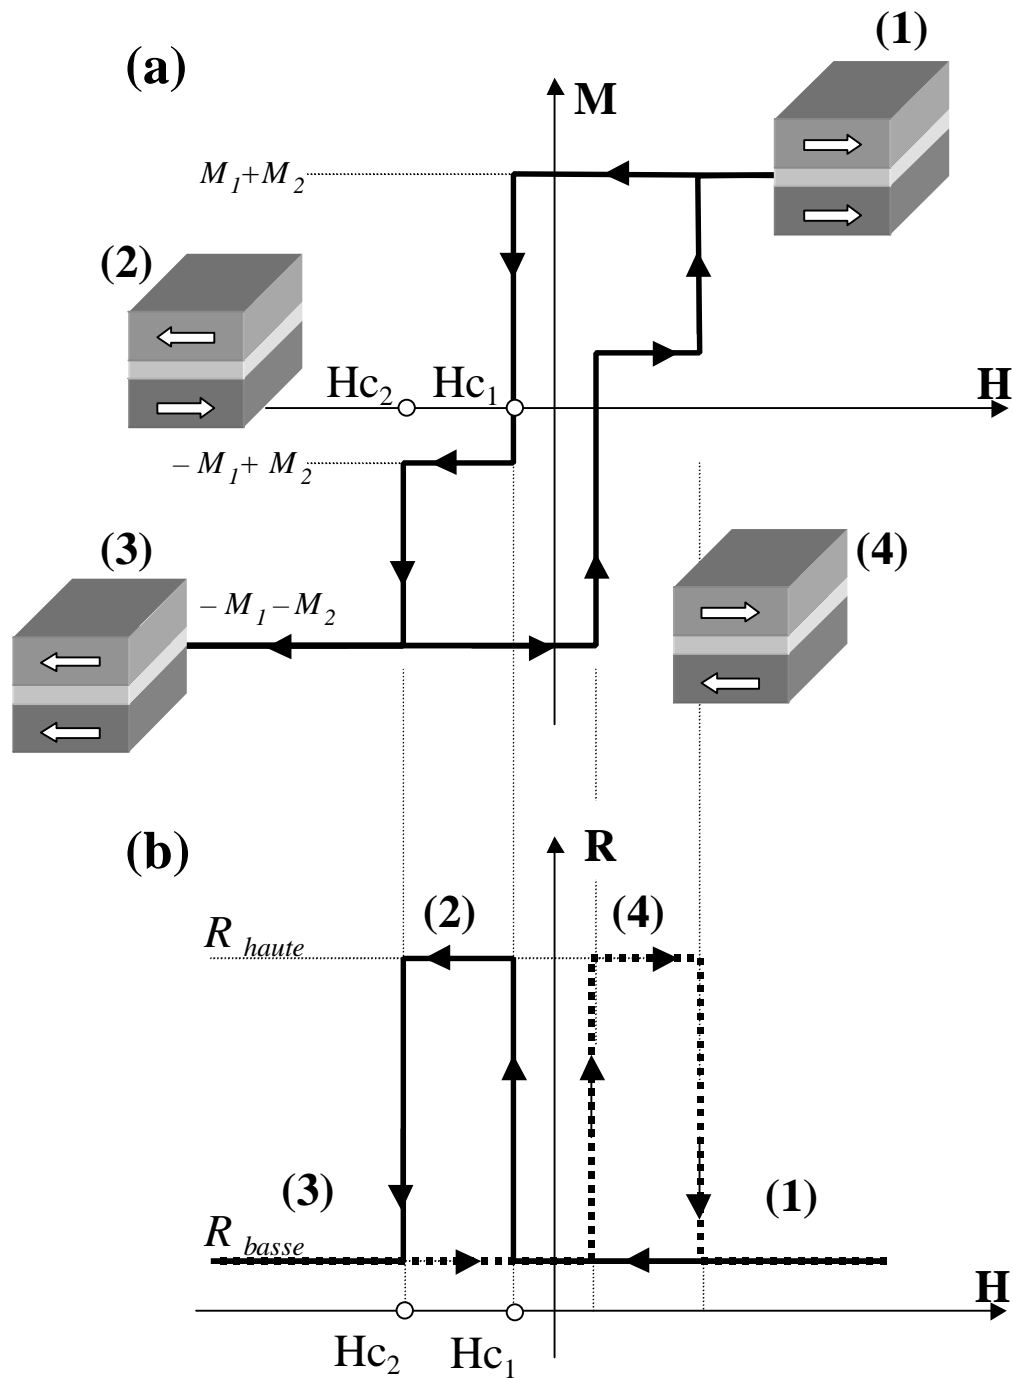 (1)
(a)
M
M₁+M₂
(2)
Hc₂ Hc₁ H
– M₁+ M₂
(3) (4)
– M₁ – M₂
(b) R
(2) (4)
R haute
(3) (1)
R basse
H
Hc₂ Hc₁